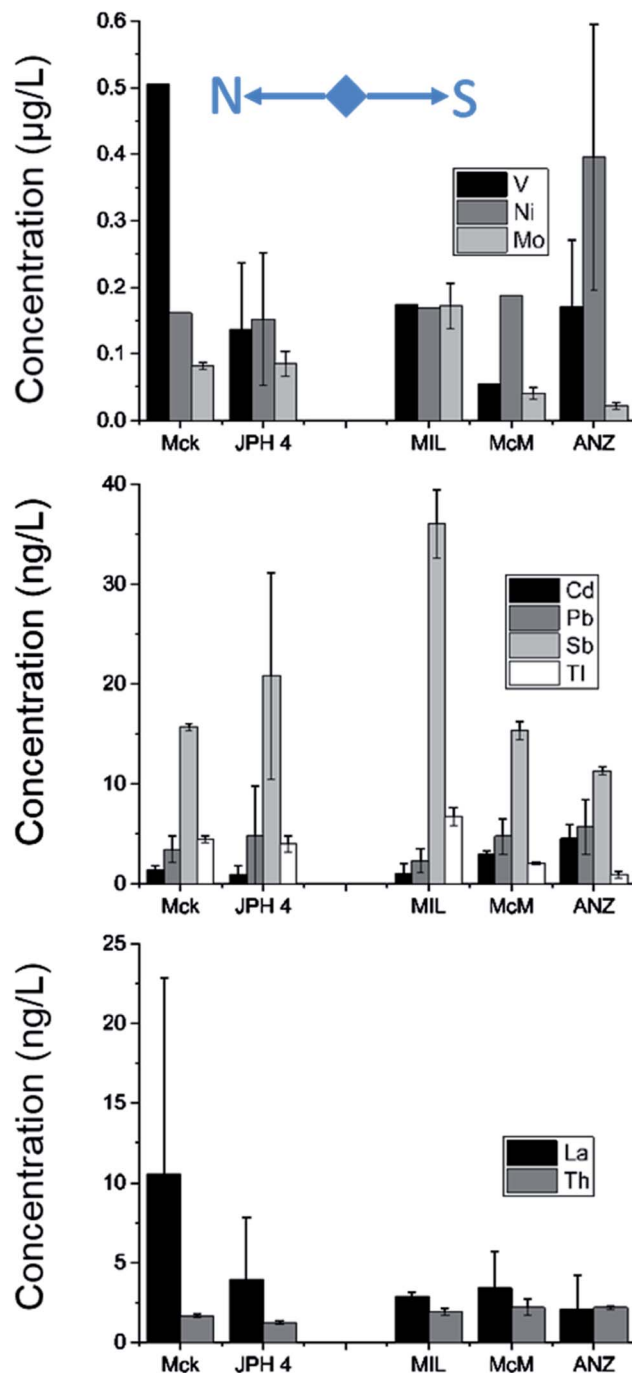 Concentration (µg/L)
0.6
0.5
0.4
0.3
0.2
0.1
0.0
N S
V
Ni
Mo
Mck JPH 4 MIL McM ANZ
Concentration (ng/L)
40
30
20
10
0
Cd
Pb
Sb
Tl
Mck JPH 4 MIL McM ANZ
Concentration (ng/L)
25
20
15
10
5
0
La
Th
Mck JPH 4 MIL McM ANZ